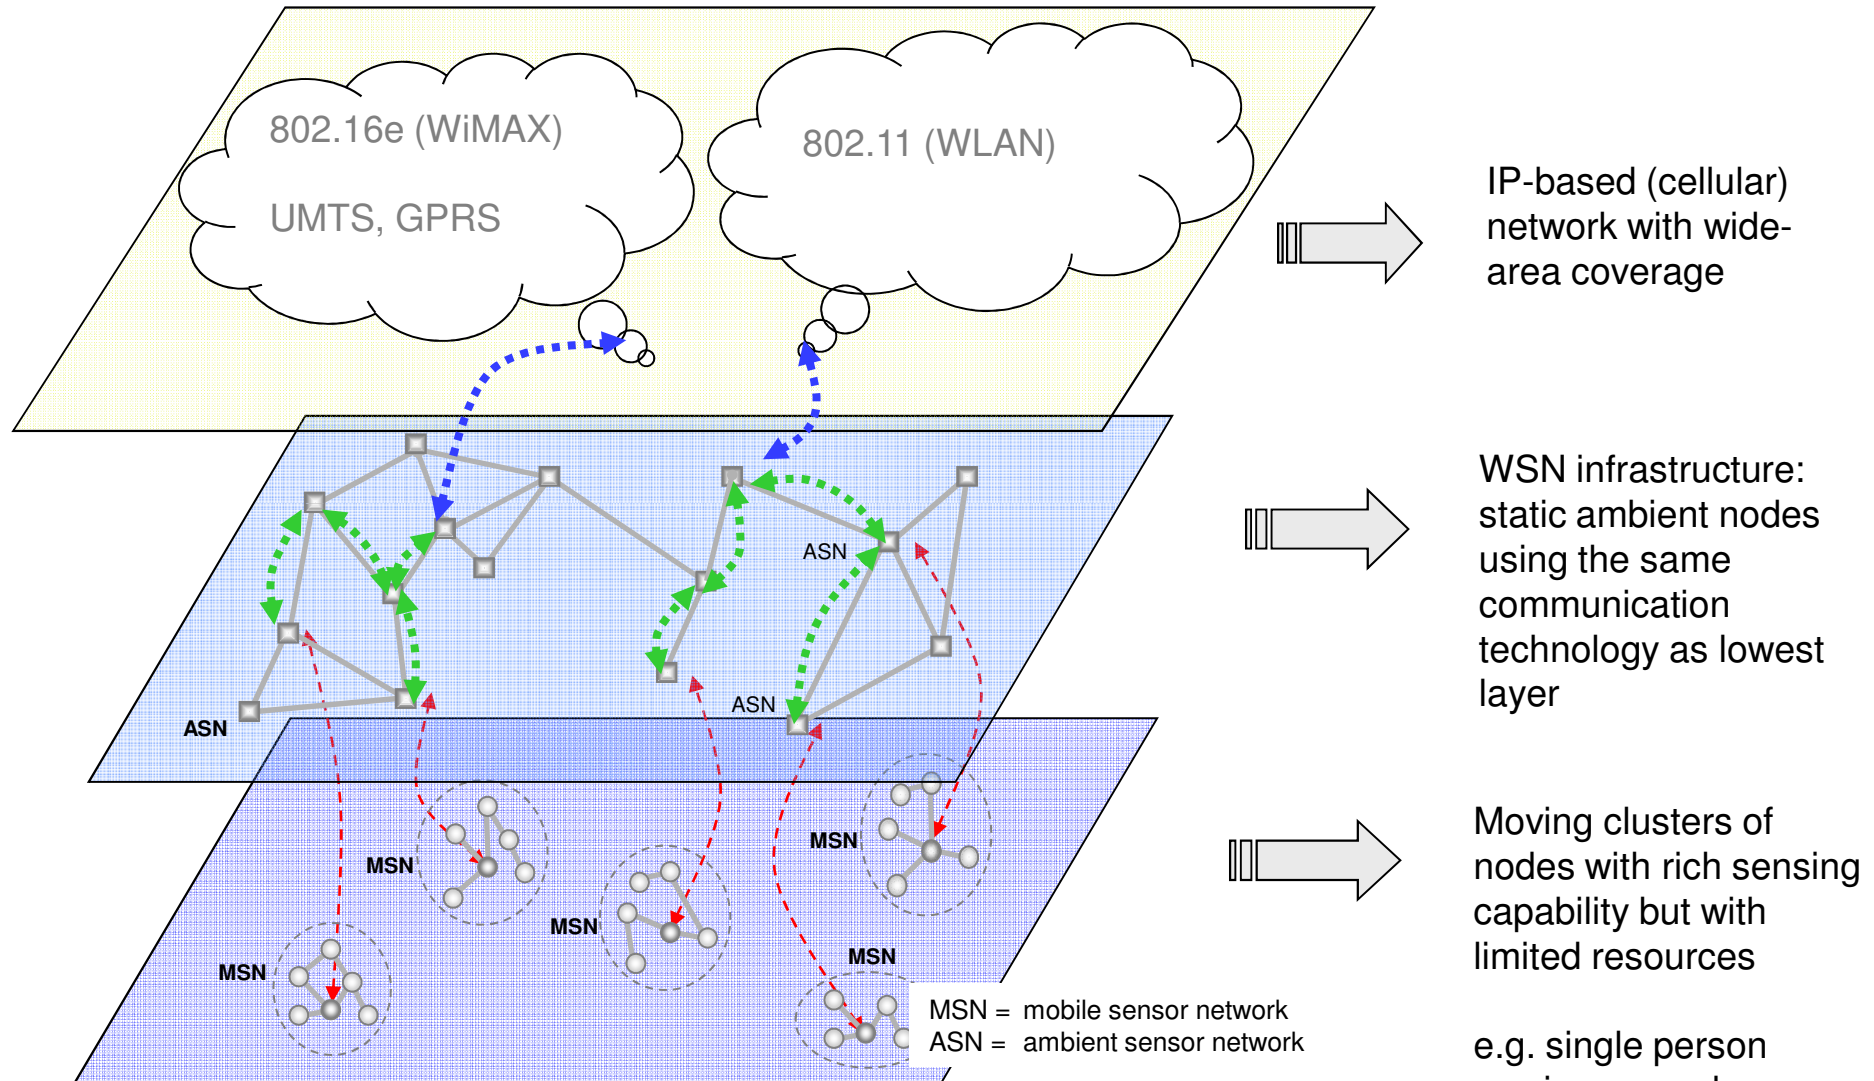 802.16e (WiMAX)
UMTS, GPRS
802.11 (WLAN)
IP-based (cellular)
network with wide-
area coverage
ASN
ASN
ASN
WSN infrastructure:
static ambient nodes
using the same
communication
technology as lowest
layer
MSN
MSN
MSN
MSN
MSN
Moving clusters of
nodes with rich sensing
capability but with
limited resources
e.g. single person
MSN = mobile sensor network
ASN = ambient sensor network